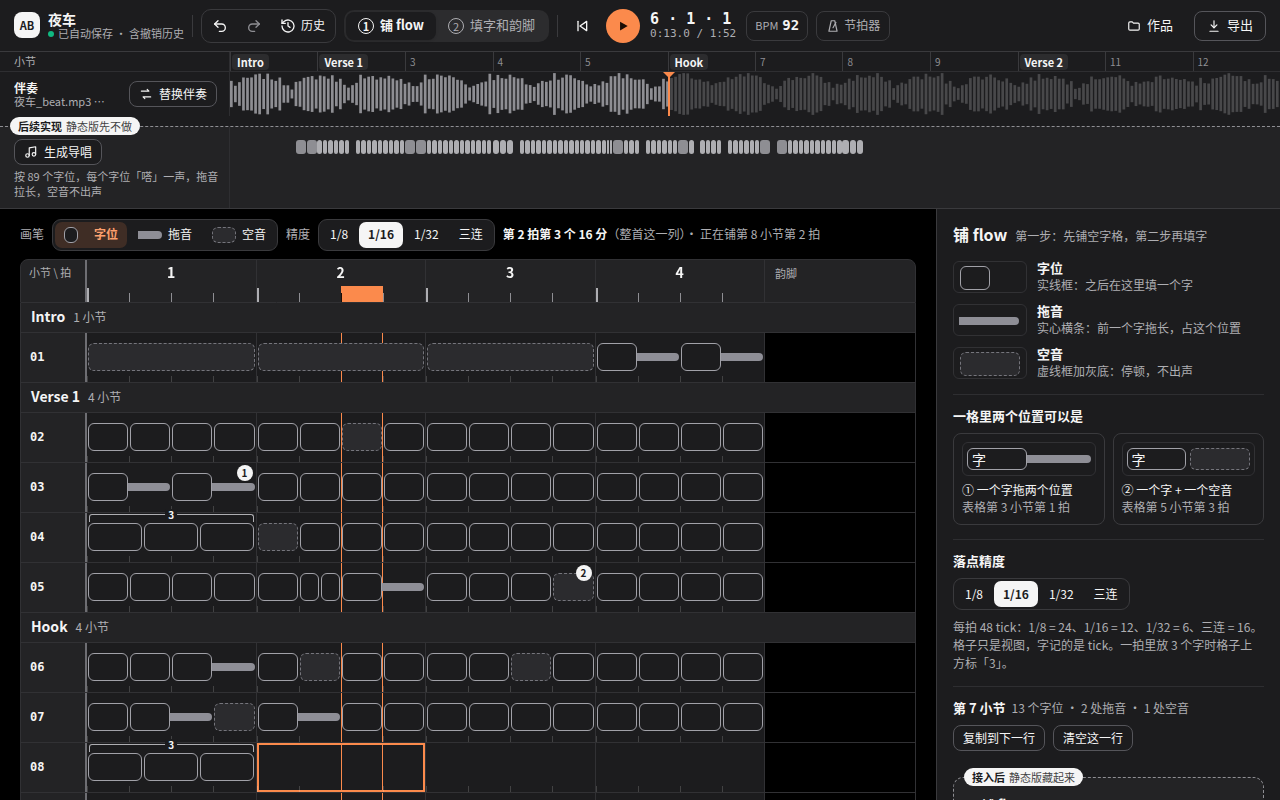 AB 夜车
已自动保存 · 含撤销历史
历史
① 铺 flow
② 填字和韵脚
6 · 1 · 1
0:13.0 / 1:52
BPM 92
节拍器
作品
导出
小节
Intro Verse 1 3 4 5 Hook 7 8 9 Verse 2 11 12
伴奏
夜车_beat.mp3 ···
替换伴奏
后续实现 静态版先不做
生成导唱
按 89 个字位，每个字位「嗒」一声，拖音
拉长，空音不出声
画笔 字位 拖音 空音 精度 1/8 1/16 1/32 三连 第 2 拍第 3 个 16 分（整首这一列）· 正在铺第 8 小节第 2 拍
小节 \ 拍 1 2 3 4 韵脚
Intro 1 小节
01
Verse 1 4 小节
02
03 1
3
04
05 2
Hook 4 小节
06
07
3
08
铺 flow 第一步：先铺空字格，第二步再填字
字位
实线框：之后在这里填一个字
拖音
实心横条：前一个字拖长，占这个位置
空音
虚线框加灰底：停顿，不出声
一格里两个位置可以是
字
① 一个字拖两个位置
表格第 3 小节第 1 拍
字
② 一个字 + 一个空音
表格第 5 小节第 3 拍
落点精度
1/8 1/16 1/32 三连
每拍 48 tick：1/8 = 24、1/16 = 12、1/32 = 6、三连 = 16。
格子只是视图，字记的是 tick。一拍里放 3 个字时格子上
方标「3」。
第 7 小节 13 个字位 · 2 处拖音 · 1 处空音
复制到下一行
清空这一行
接入后 静态版藏起来